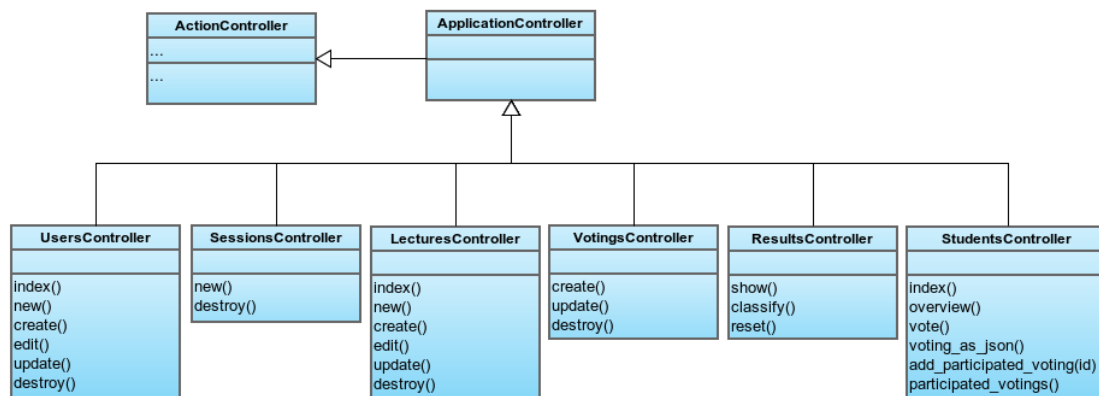 ActionController
...
...
ApplicationController
UsersController
index()
new()
create()
edit()
update()
destroy()
SessionsController
new()
destroy()
LecturesController
index()
new()
create()
edit()
update()
destroy()
VotingsController
create()
update()
destroy()
ResultsController
show()
classify()
reset()
StudentsController
index()
overview()
vote()
voting_as_json()
add_participated_voting(id)
participated_votings()